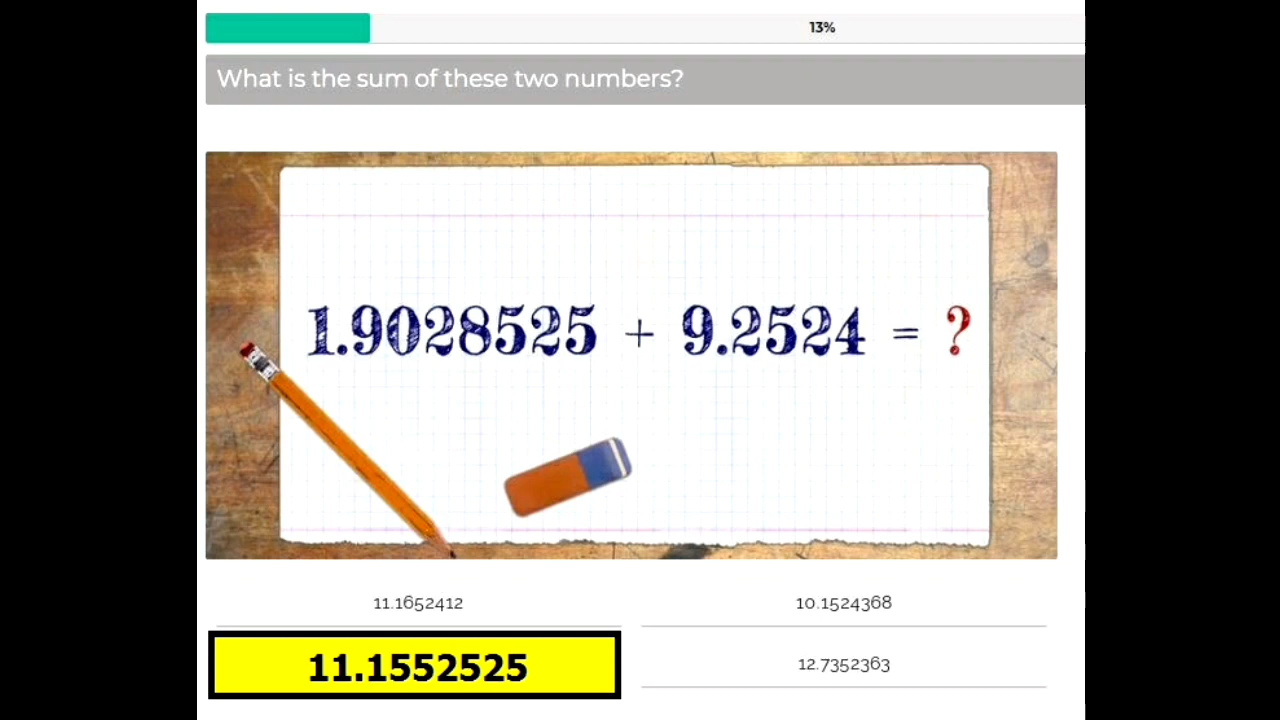 13%
What is the sum of these two numbers?
1.9028525 + 9.2524 = ?
11.1652412
10.1524368
11.1552525
12.7352363